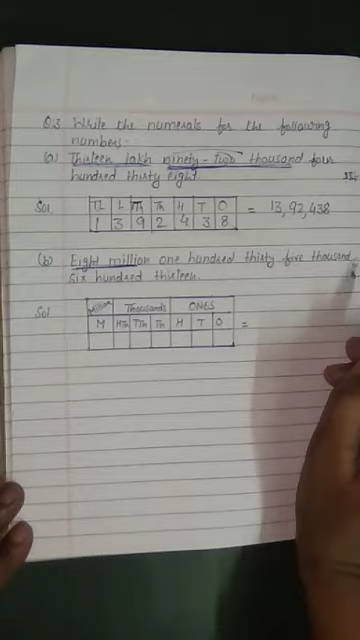 Q.3 Write the numerals for the following
numbers:-
(a) Thirteen lakh ninety-two thousand four
hundred thirty eight.
Sol. TL L TTh Th H T O
1 3 9 2 4 3 8 = 13,92,438
(b) Eight million one hundred thirty five thousand
six hundred thirteen.
Sol Million Thousands ONES
M HTh TTh Th H T O =